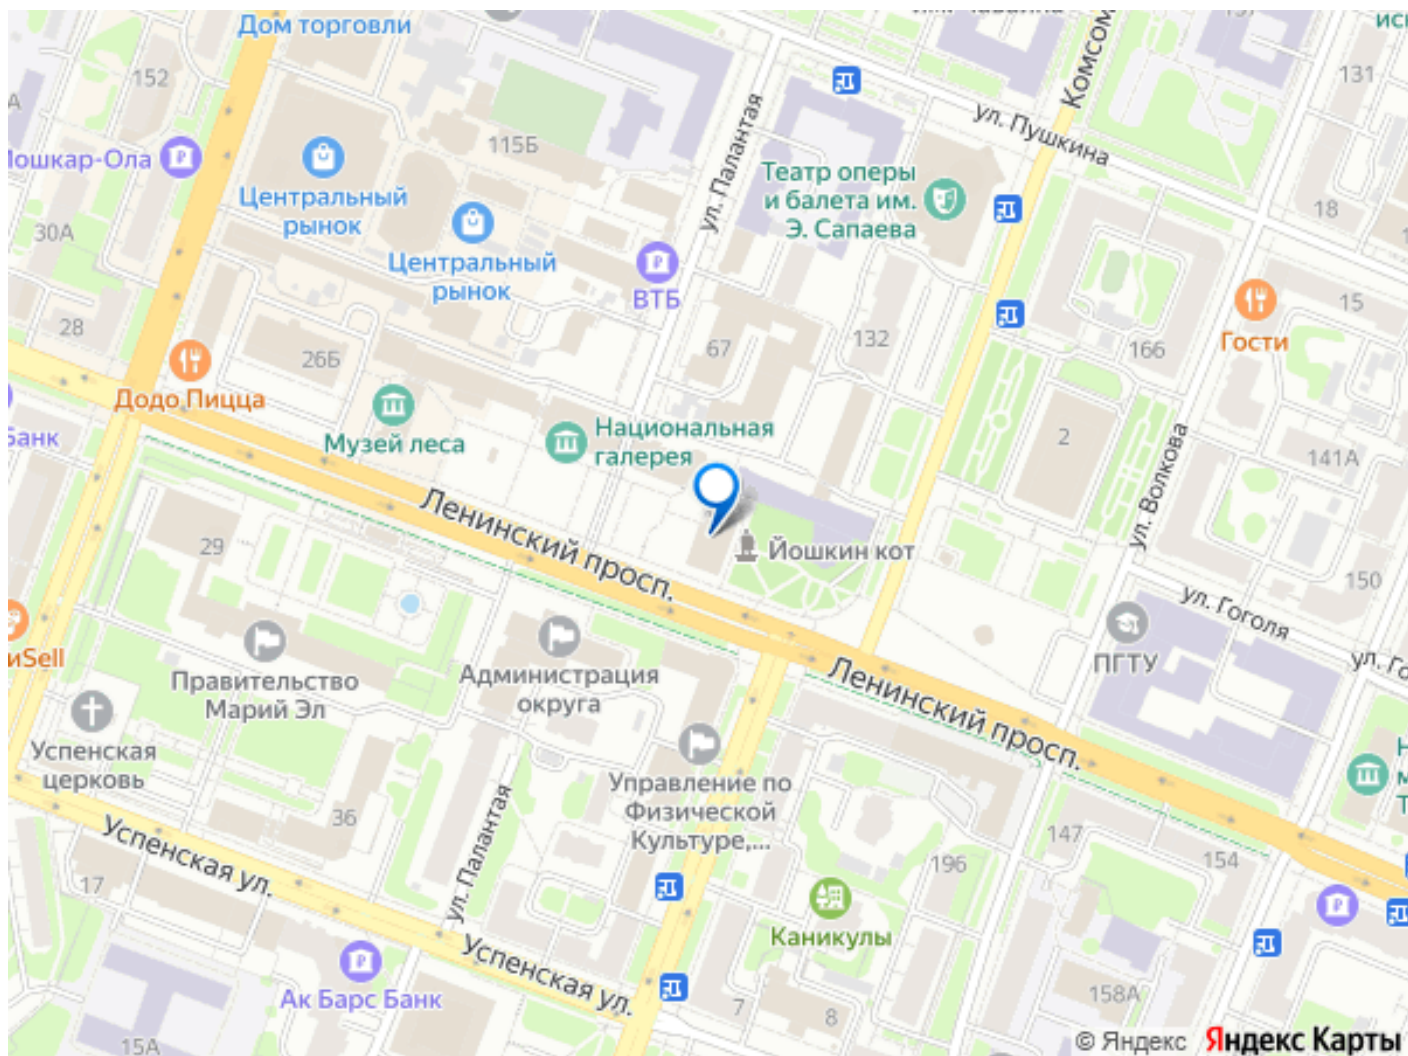 Дом торговли
152
131
115Б
Йошкар-Ола
ул. Палантая
ул. Пушкина
Театр оперы
и балета им.
Э. Сапаева
Центральный
рынок
18
30А
Центральный
рынок
ВТБ
15
28
Гости
132
67
166
26Б
Додо Пицца
Музей леса
Национальная
галерея
2
Банк
141А
ул. Волкова
Ленинский просп.
29
Йошкин кот
150
ул. Гоголя
ПГТУ
Правительство
Марий Эл
Администрация
округа
Ленинский просп.
Успенская
церковь
Управление по
Физической
Культуре,...
36
ул. Палантая
147
154
196
Успенская ул.
17
Каникулы
Успенская ул.
Ак Барс Банк
158А
7
8
15А
© Яндекс Яндекс Карты